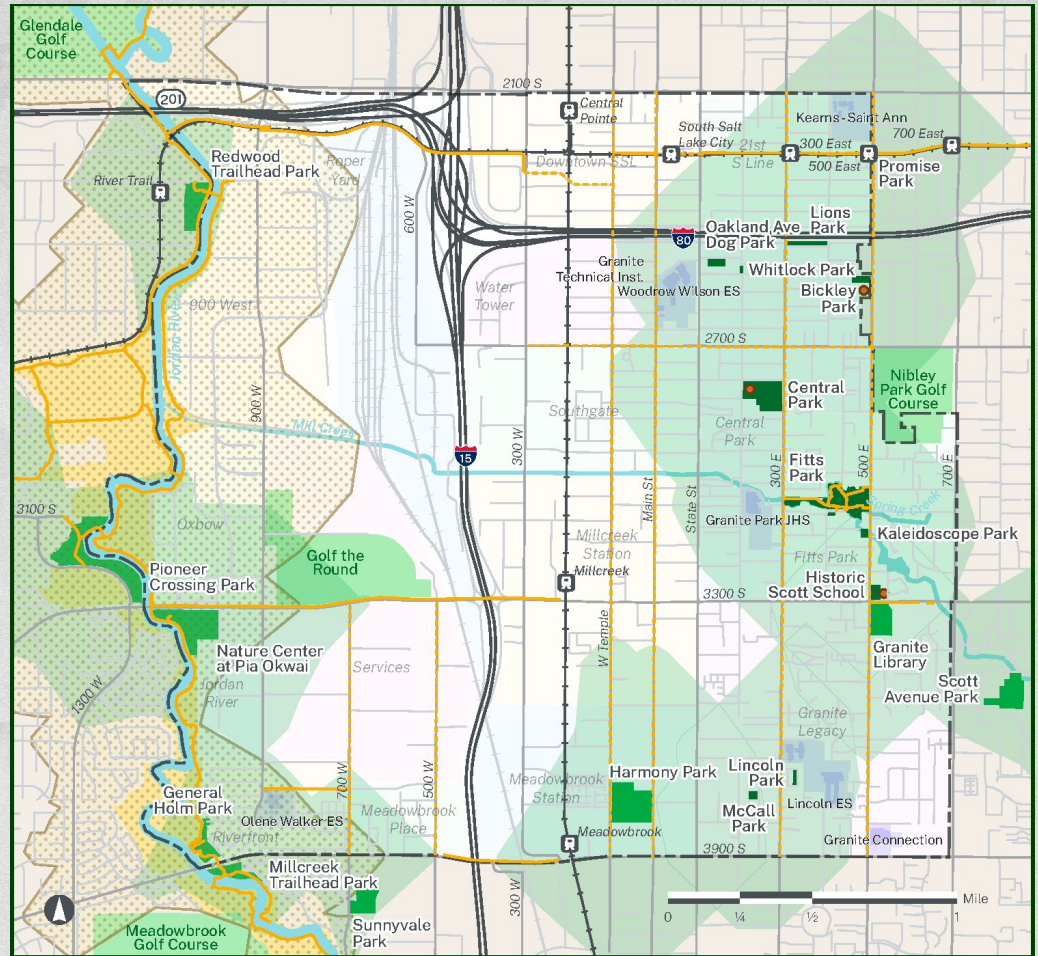 Glendale
Golf
Course
2100 S
201
Central
Pointe
Kearns-Saint Ann
700 East
South Salt
Lake City
21st
S Line
300 East
500 East
Downtown SSL
Promise
Park
Redwood
Trailhead Park
Roper
Yard
River Trail
600 W
Lions
Park
Oakland Ave
Dog Park
80
Granite
Technical Inst.
Whitlock Park
Woodrow Wilson ES
Bickley
Park
Water
Tower
900 West
Jordan River
2700 S
Nibley
Park Golf
Course
Central
Park
900 W
Southgate
Central
Park
Mill Creek
15
300 W
Fitts
Park
300 E
500 E
700 E
Main St
State St
3100 S
Oxbow
Spring Creek
Granite Park JHS
Kaleidoscope Park
Millcreek
Station
Fitts Park
Golf the
Round
Pioneer
Crossing Park
Millcreek
Historic
Scott School
3300 S
W Temple
Granite
Library
Nature Center
at Pia Okwai
Services
Jordan
River
Scott
Avenue Park
1300 W
Granite
Legacy
700 W
500 W
Meadowbrook
Station
Harmony Park
Lincoln
Park
General
Holm Park
McCall
Park
Lincoln ES
Olene Walker ES
Meadowbrook
Place
Riverfront
Meadowbrook
Granite Connection
3900 S
Millcreek
Trailhead Park
300 W
Mile
0
1/4
1/2
1
Sunnyvale
Park
Meadowbrook
Golf Course